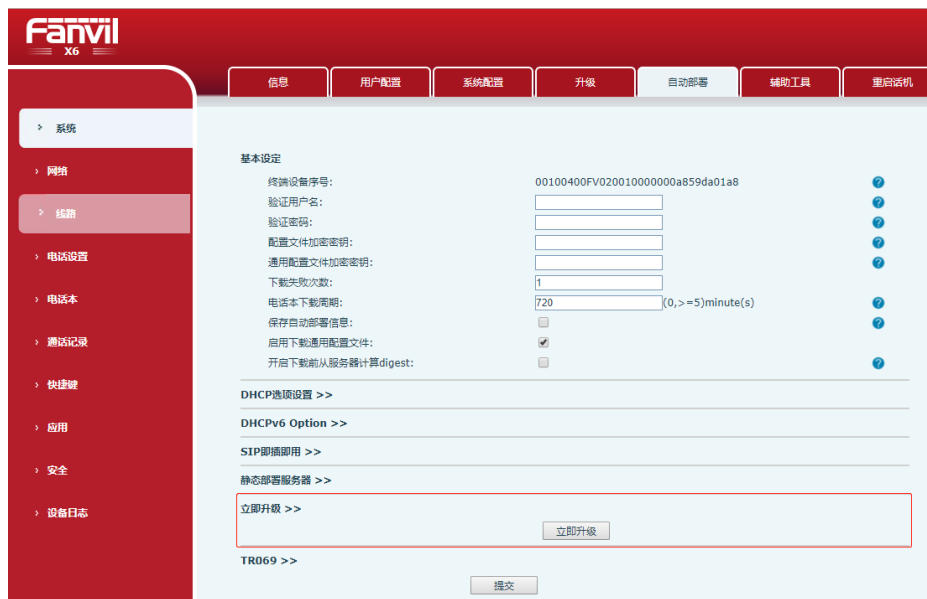 Fanvil
X6
信息 用户配置 系统配置 升级 自动部署 辅助工具 重启话机
› 系统
› 网络
› 线路
› 电话设置
› 电话本
› 通话记录
› 快捷键
› 应用
› 安全
› 设备日志
基本设定
终端设备序号: 00100400FV020010000000a859da01a8
验证用户名:
验证密码:
配置文件加密密钥:
通用配置文件加密密钥:
下载失败次数: 1
电话本下载周期: 720 (0,>=5)minute(s)
保存自动部署信息:
启用下载通用配置文件:
开启下载前从服务器计算digest:
DHCP选项设置 >>
DHCPv6 Option >>
SIP即插即用 >>
静态部署服务器 >>
立即升级 >>
立即升级
TR069 >>
提交